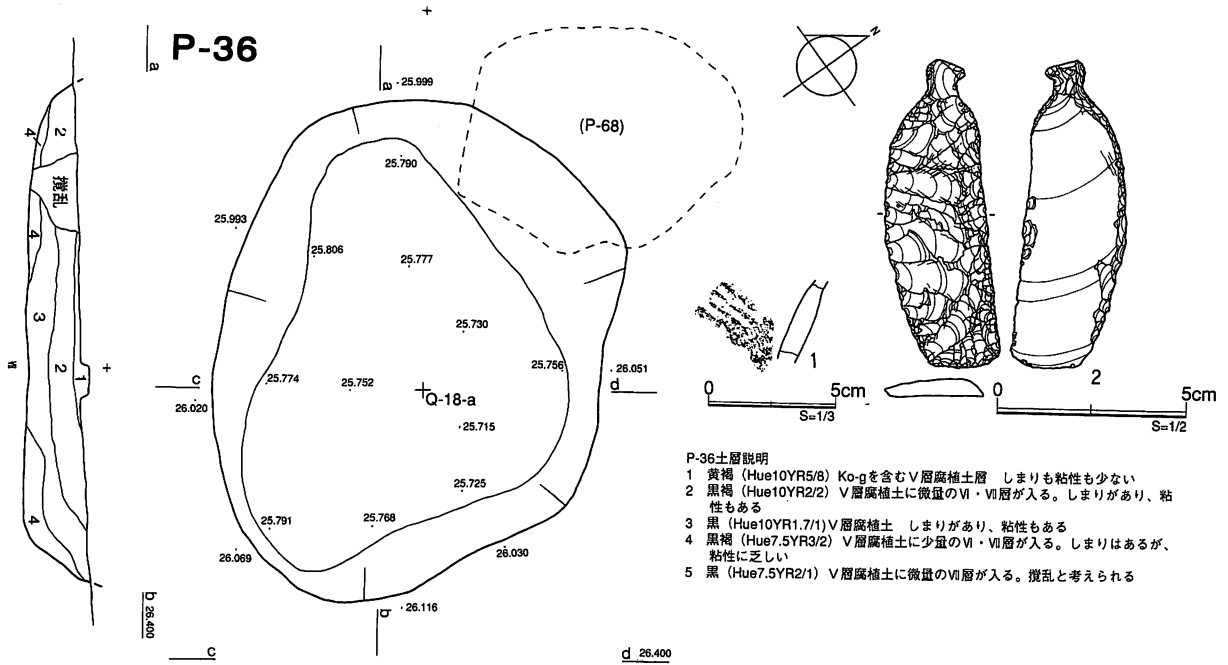 P-36
a
a
25.999
(P-68)
N
4
2
撹乱
4
3
Ⅶ
2
1
4
25.790
25.993
25.806
25.777
25.730
25.756
26.051
c
26.020
25.774
25.752
Q-18-a
d
25.715
25.725
25.791
25.768
26.069
26.030
b
26.400
b
26.116
c
d 26.400
1
0 5cm
S=1/3
2
0 5cm
S=1/2
P-36土層説明
1 黄褐（Hue10YR5/8）Ko-gを含むⅤ層腐植土層 しまりも粘性も少ない
2 黒褐（Hue10YR2/2）Ⅴ層腐植土に微量のⅥ・Ⅶ層が入る。しまりがあり、粘
性もある
3 黒（Hue10YR1.7/1)Ⅴ層腐植土 しまりがあり、粘性もある
4 黒褐（Hue7.5YR3/2）Ⅴ層腐植土に少量のⅥ・Ⅶ層が入る。しまりはあるが、
粘性に乏しい
5 黒（Hue7.5YR2/1）Ⅴ層腐植土に微量のⅦ層が入る。撹乱と考えられる